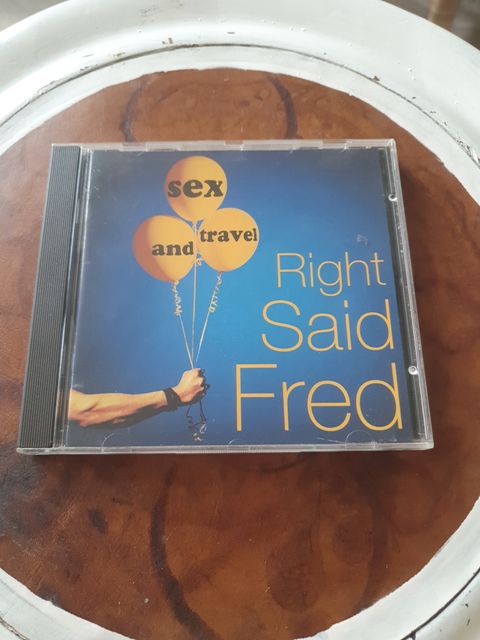 sex
and travel
Right
Said
Fred